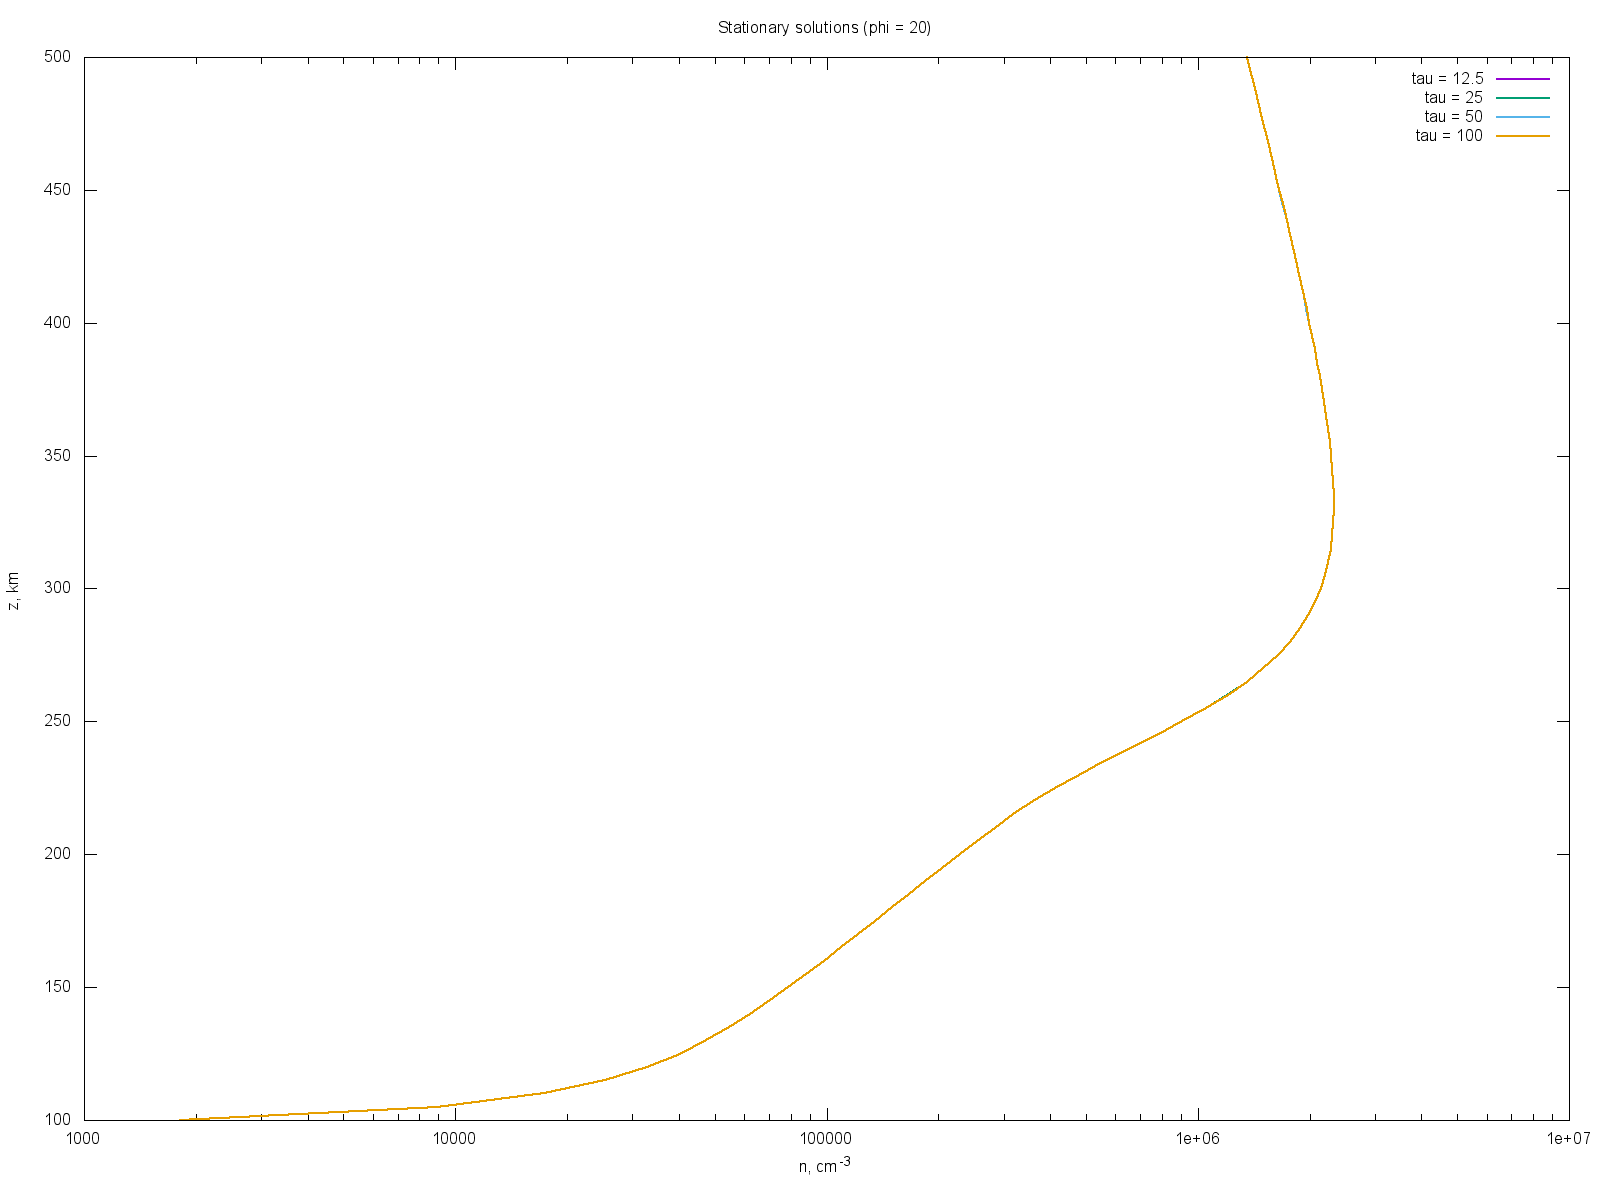 Stationary solutions (phi = 20)
500
450
400
350
300
250
200
150
100
z, km
tau = 12.5
tau = 25
tau = 50
tau = 100
1000
10000
100000
1e+06
1e+07
n, cm-3